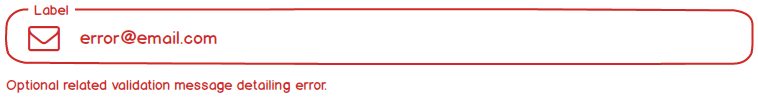 Label
error@email.com
Optional related validation message detailing error.